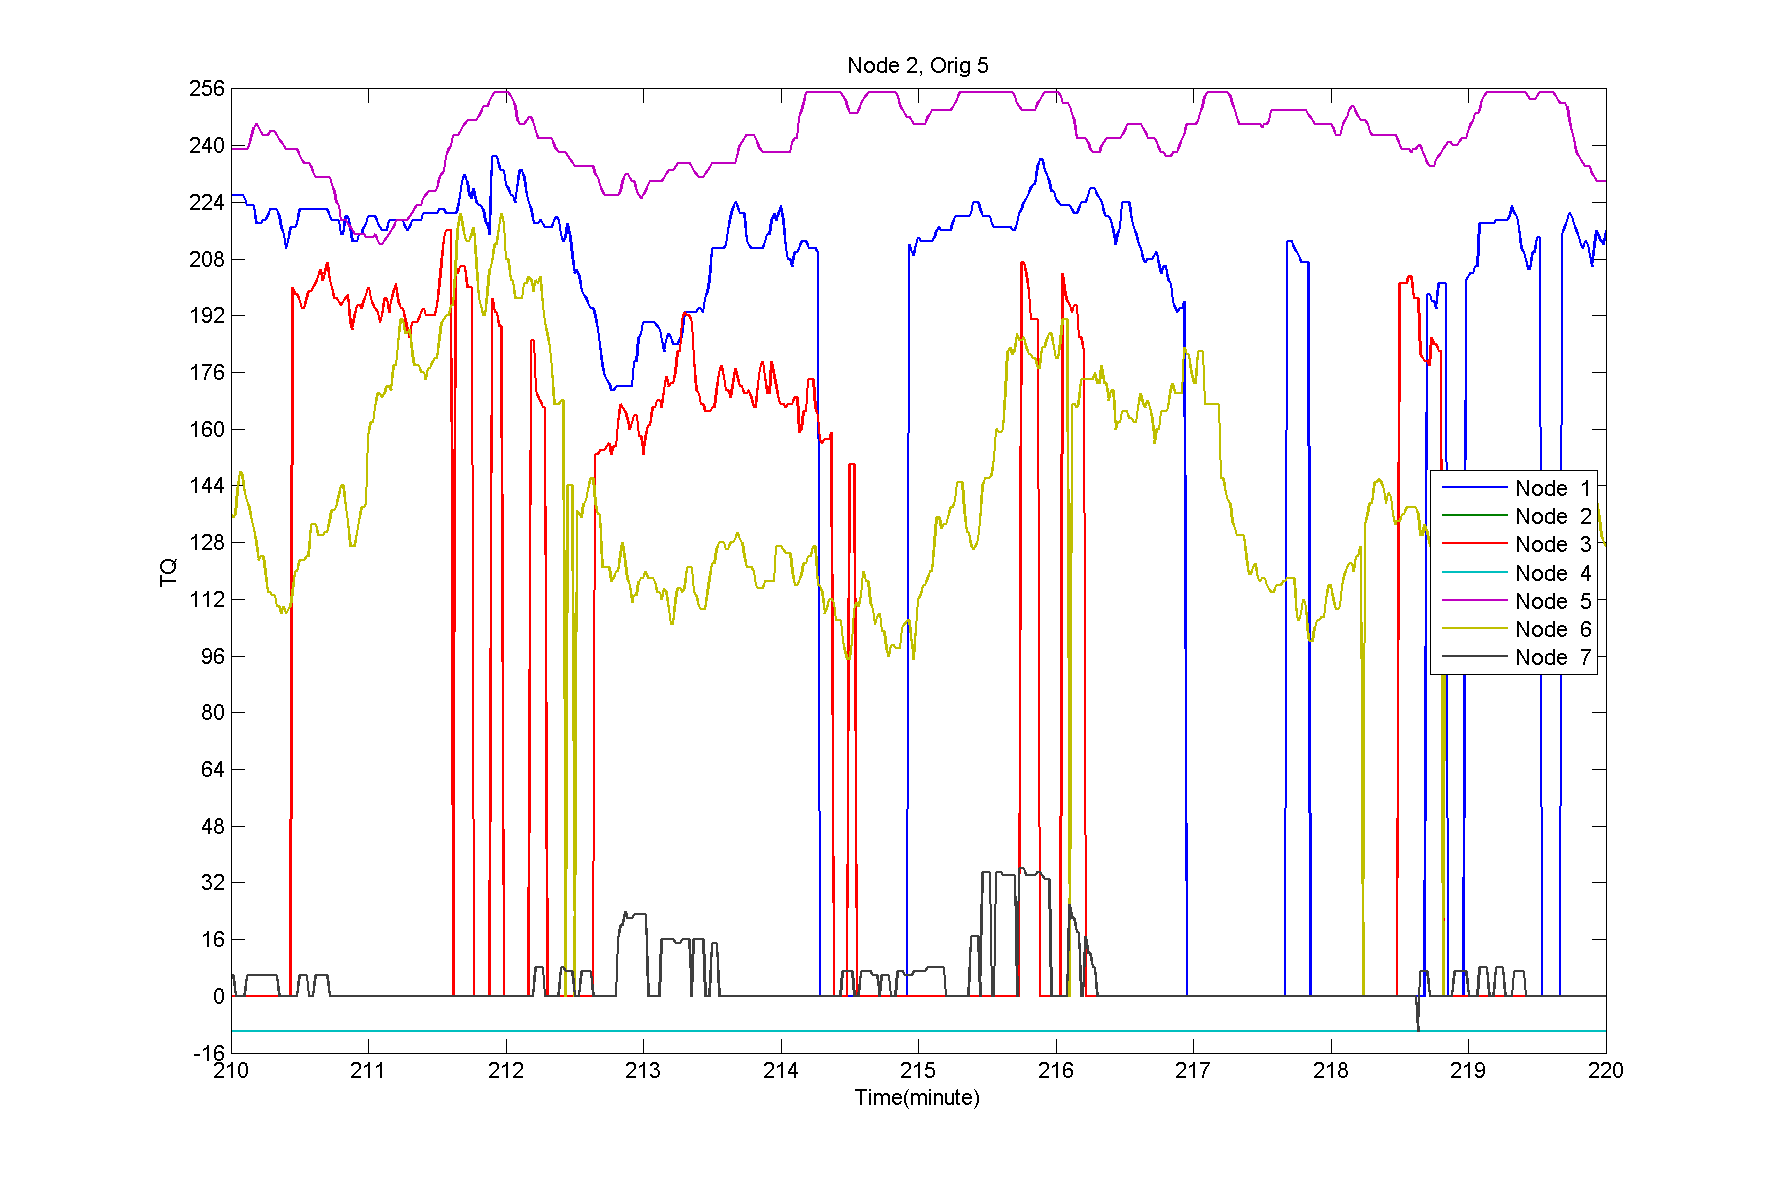 Node 2, Orig 5
256
240
224
208
192
176
160
144
128
112
96
80
64
48
32
16
0
-16
TQ
Node 1
Node 2
Node 3
Node 4
Node 5
Node 6
Node 7
210 211 212 213 214 215 216 217 218 219 220
Time(minute)